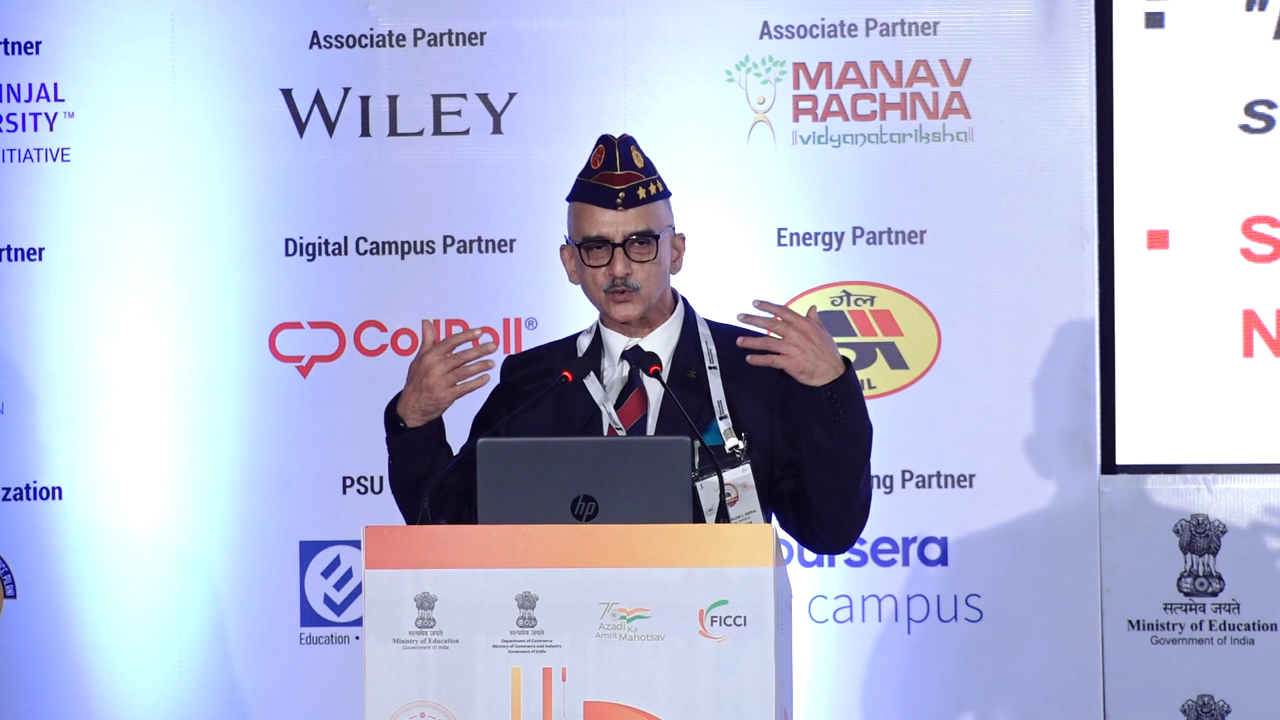 rtner
INJAL
RSITY™
ITIATIVE
Associate Partner
WILEY
Associate Partner
MANAV
RACHNA
vidyanatariksha
rtner
Digital Campus Partner
CollPoll®
Energy Partner
गेल
IL
zation
PSU
ng Partner
oursera
campus
Education •
hp
सत्यमेव जयते
Ministry of Education
Government of India
सत्यमेव जयते
Department of Commerce
Ministry of Commerce and Industry
Government of India
75
Azadi Ka
Amrit Mahotsav
FICCI
S
N
सत्यमेव जयते
Ministry of Education
Government of India